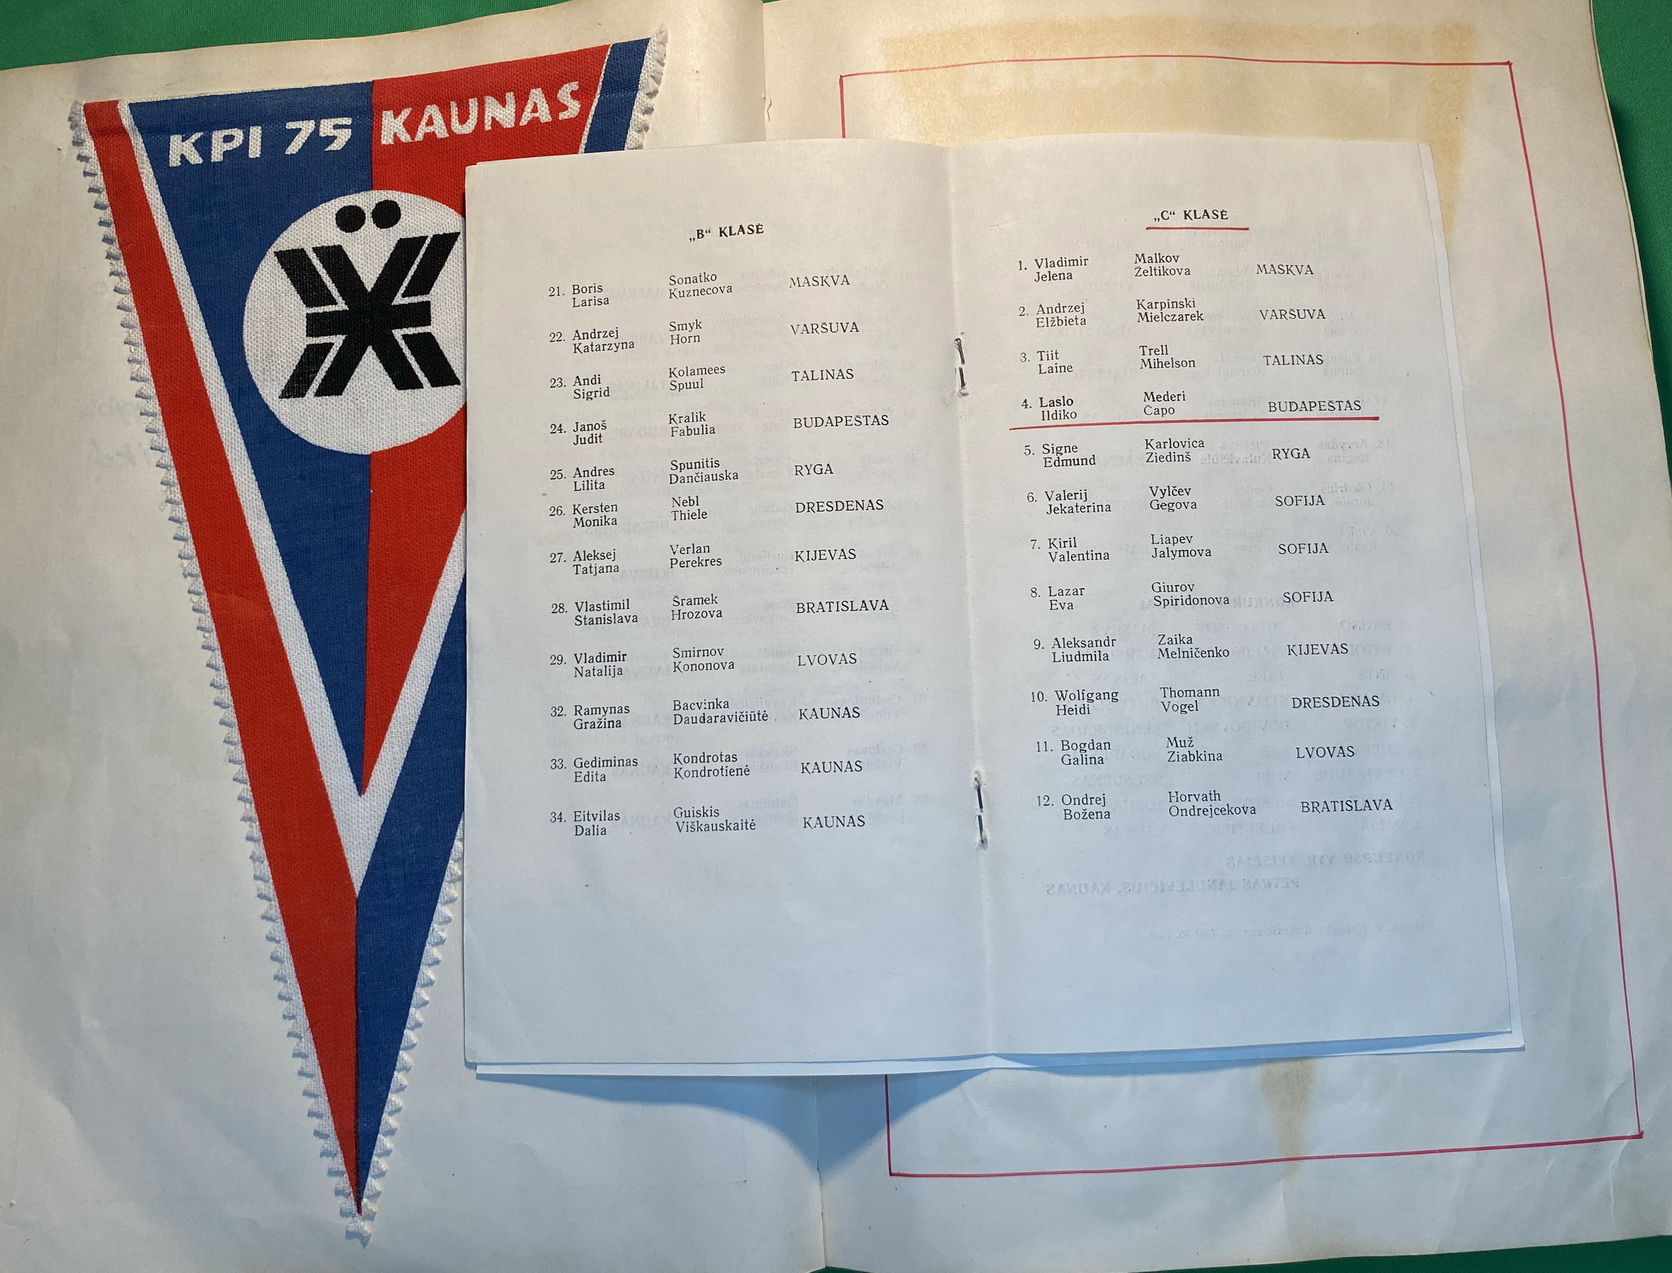 KPI 75 KAUNAS
„B“ KLASĖ
21. Boris Sonatko MASKVA
Larisa Kuznecova
22. Andrzej Smyk VARŠUVA
Katarzyna Horn
23. Andi Kolamees TALINAS
Sigrid Spuul
24. Janoš Kralik BUDAPEŠTAS
Judit Fabulia
25. Andres Spunitis RYGA
Lilita Dančiauska
26. Kersten Nebl DRESDENAS
Monika Thiele
27. Aleksej Verlan KIJEVAS
Tatjana Perekres
28. Vlastimil Šramek BRATISLAVA
Stanislava Hrozova
29. Vladimir Smirnov LVOVAS
Natalija Kononova
32. Ramynas Bacvinka KAUNAS
Gražina Daudaravičiūtė
33. Gediminas Kondrotas KAUNAS
Edita Kondrotienė
34. Eitvilas Guiskis KAUNAS
Dalia Viškauskaitė
„C“ KLASĖ
1. Vladimir Malkov MASKVA
Jelena Želtikova
2. Andrzej Karpinski VARŠUVA
Elžbieta Mielczarek
3. Tiit Trell TALINAS
Laine Mihelson
4. Laslo Mederi BUDAPEŠTAS
Ildiko Capo
5. Signe Karlovica RYGA
Edmund Ziedinš
6. Valerij Vylčev SOFIJA
Jekaterina Gegova
7. Kiril Liapev SOFIJA
Valentina Jalymova
8. Lazar Giurov SOFIJA
Eva Spiridonova
9. Aleksandr Zaika KIJEVAS
Liudmila Melničenko
10. Wolfgang Thomann DRESDENAS
Heidi Vogel
11. Bogdan Muž LVOVAS
Galina Ziabkina
12. Ondrej Horvath BRATISLAVA
Božena Ondrejcekova